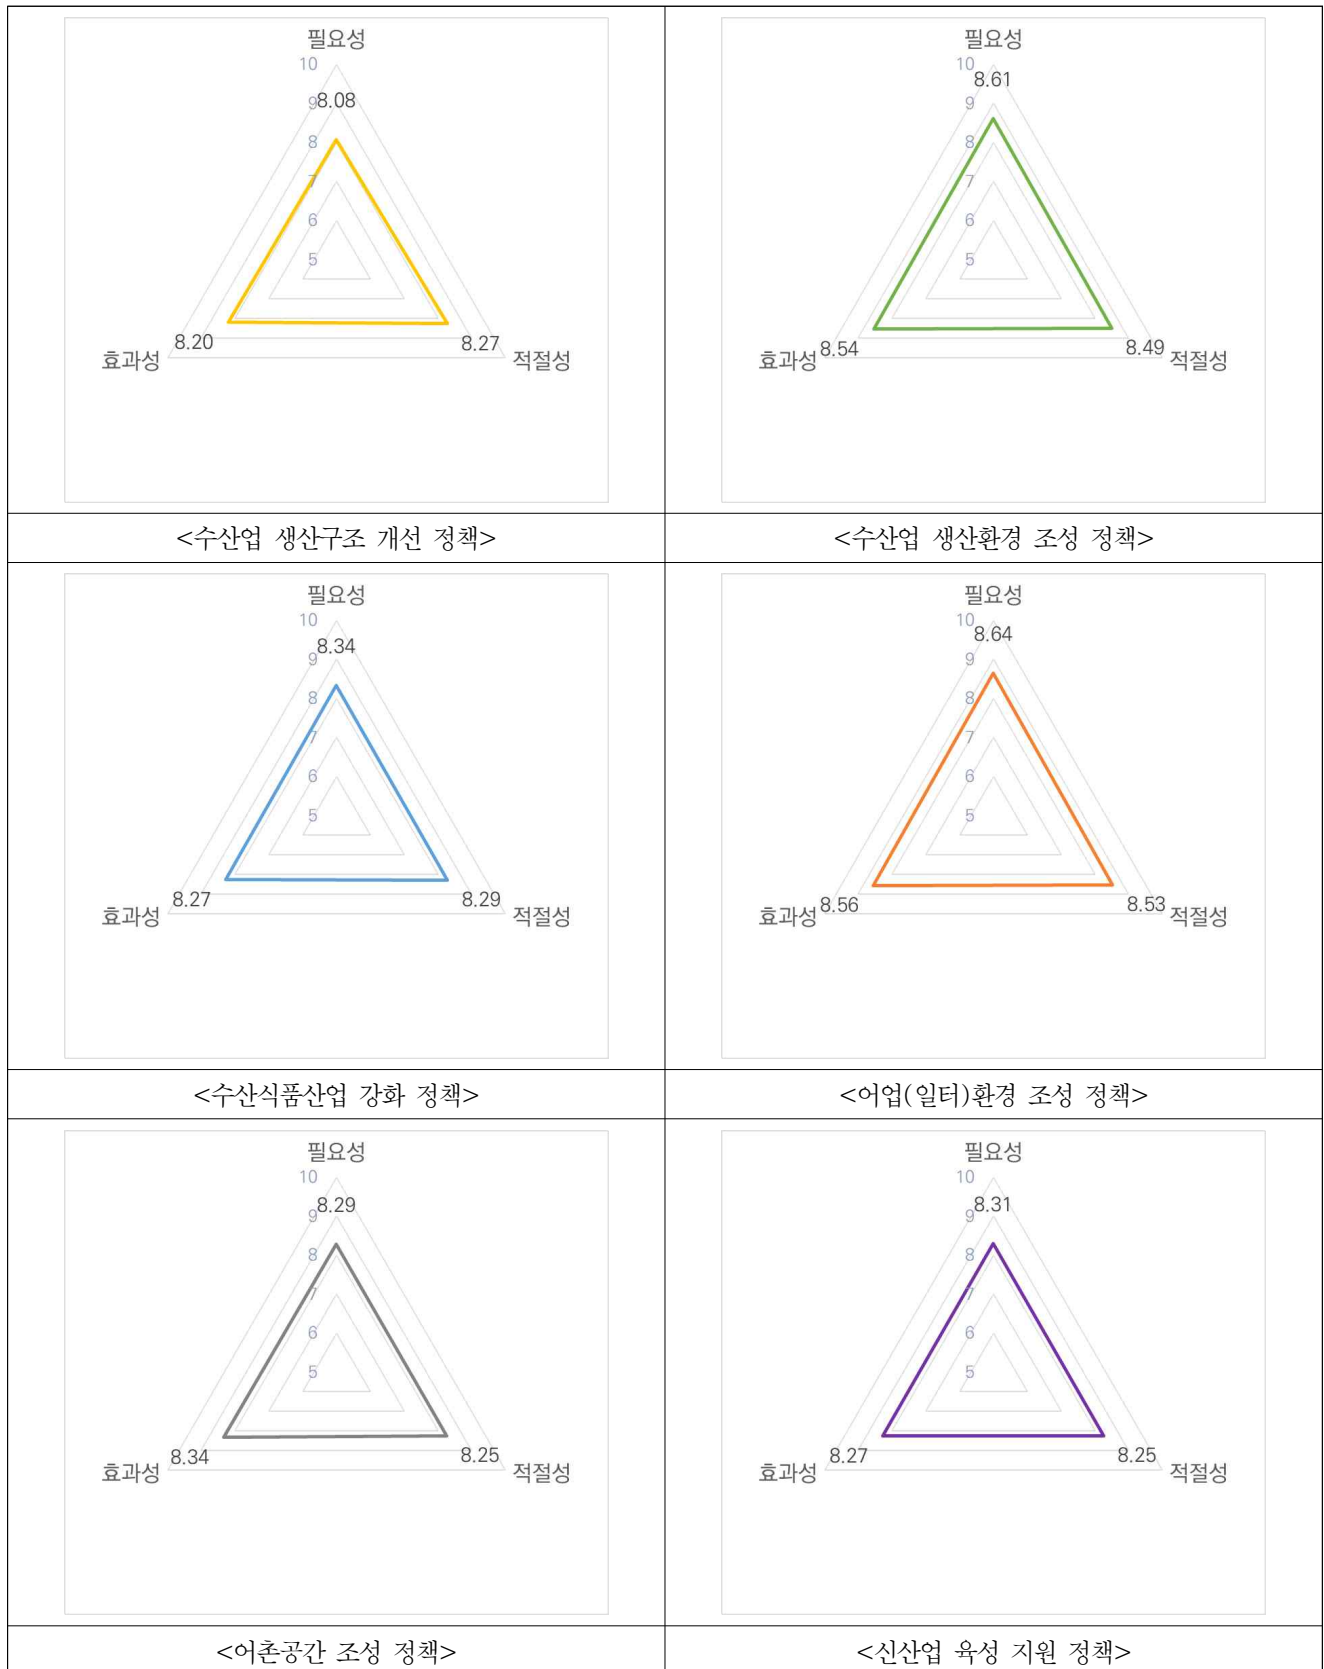 필요성
10
8.08
9
8
7
6
5
8.20
8.27
효과성
적절성
<수산업 생산구조 개선 정책>
필요성
10
8.61
9
8
7
6
5
8.54
8.49
효과성
적절성
<수산업 생산환경 조성 정책>
필요성
10
8.34
9
8
7
6
5
8.27
8.29
효과성
적절성
<수산식품산업 강화 정책>
필요성
10
8.64
9
8
7
6
5
8.56
8.53
효과성
적절성
<어업(일터)환경 조성 정책>
필요성
10
8.29
9
8
7
6
5
8.34
8.25
효과성
적절성
<어촌공간 조성 정책>
필요성
10
8.31
9
8
7
6
5
8.27
8.25
효과성
적절성
<신산업 육성 지원 정책>